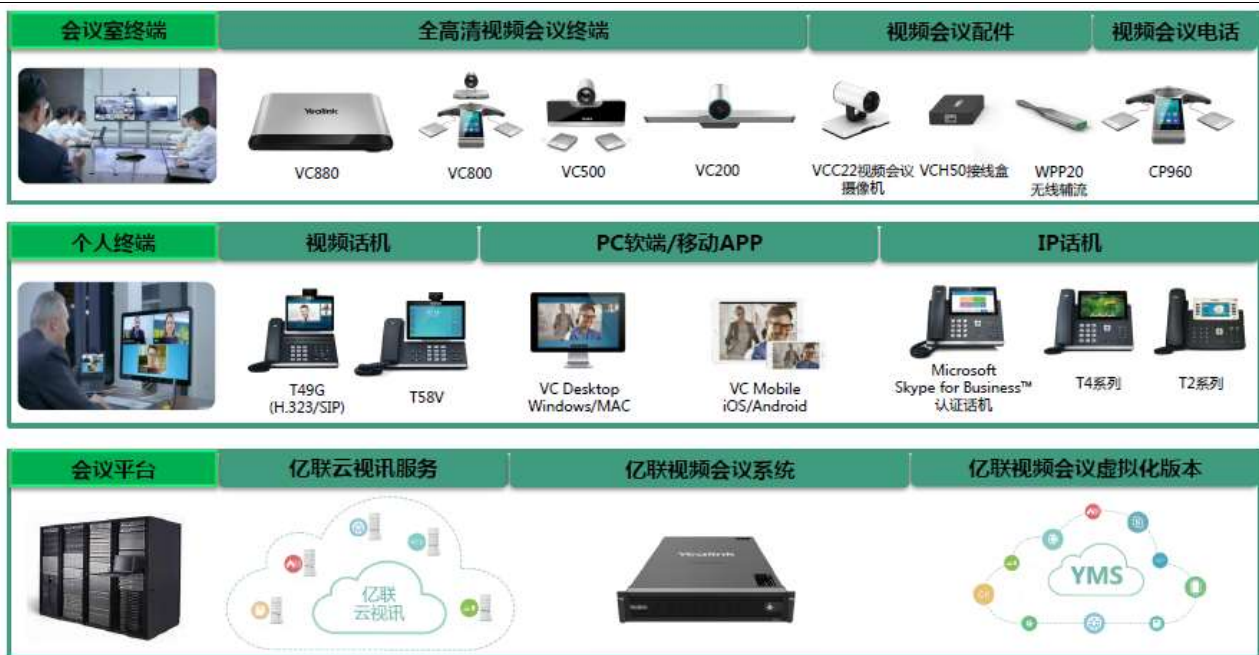 会议室终端
全高清视频会议终端
视频会议配件
视频会议电话
Yealink
VC880
VC800
VC500
VC200
VCC22视频会议
摄像机
VCH50接线盒
WPP20
无线辅流
CP960
个人终端
视频话机
PC软端/移动APP
IP话机
T49G
(H.323/SIP)
T58V
VC Desktop
Windows/MAC
VC Mobile
iOS/Android
Microsoft
Skype for Business™
认证话机
T4系列
T2系列
会议平台
亿联云视讯服务
亿联视频会议系统
亿联视频会议虚拟化版本
亿联
云视讯
Yealink
Yealink
YMS